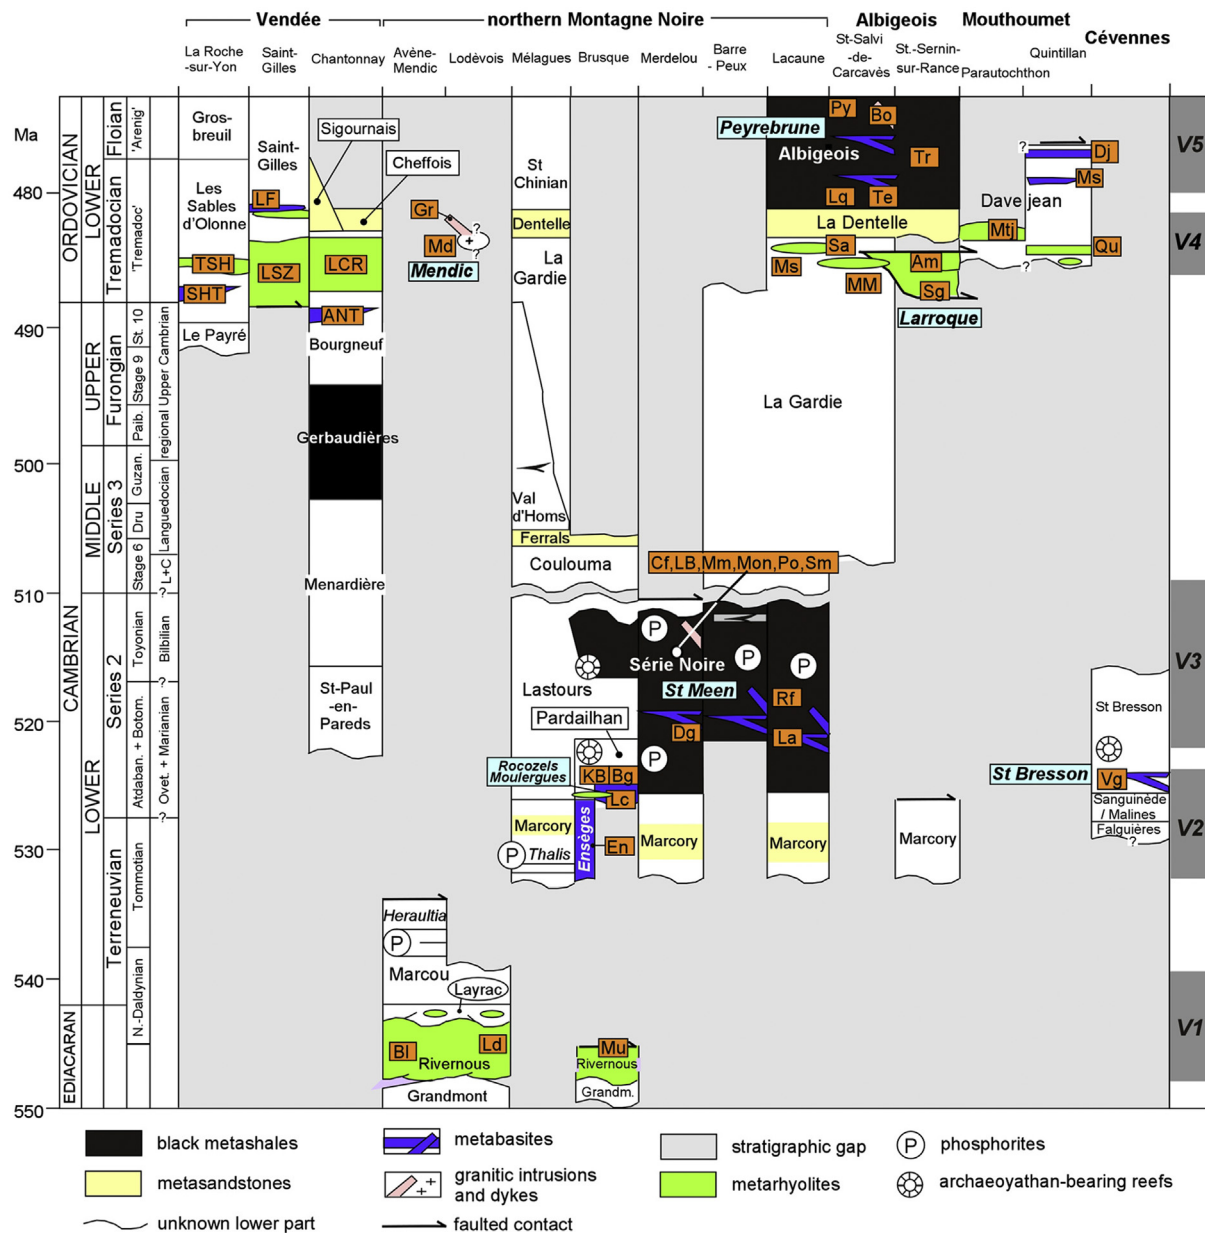 Vendée
northern Montagne Noire
Albigeois
Mouthoumet
Cévennes
La Roche
-sur-Yon
Saint-
Gilles
Chantonnay
Avène-
Mendic
Lodèvois
Mélagues
Brusque
Merdelou
Barre
- Peux
Lacaune
St-Salvi
-de-
Carcavès
St.-Sernin-
sur-Rance
Parautochthon
Quintillan
Ma
480
490
500
510
520
530
540
550
ORDOVICIAN
LOWER
Floian
Tremadocian
'Arenig'
'Tremadoc'
CAMBRIAN
UPPER
Furongian
St. 10
Stage 9
Paib.
regional Upper Cambrian
MIDDLE
Series 3
Guzan.
Dru
Stage 6
Languedocian
L+C
?
?
LOWER
Series 2
Toyonian
Bilbilian
?
Atdaban. + Botom.
Ovet. + Marianian
?
Terreneuvian
Tommotian
N.-Daldynian
EDIACARAN
Gros-
breuil
Les
Sables
d'Olonne
TSH
SHT
Le Payré
Saint-
Gilles
LF
LSZ
Sigournais
Cheffois
LCR
ANT
Bourgneuf
Gerbaudières
Menardière
St-Paul
-en-
Pareds
Gr
?
Md
+
?
Mendic
St
Chinian
Dentelle
La
Gardie
Val
d'Homs
Ferrals
Coulouma
Lastours
Pardailhan
Rocozels
Moulergues
KB
Bg
Lc
Marcory
Ensèges
En
P
Thalis
Cf,LB,Mm,Mon,Po,Sm
P
Série Noire
P
P
St Meen
Rf
Dg
La
P
Marcory
Marcory
Marcory
Peyrebrune
Py
Bo
Albigeois
Tr
Lq
Te
La Dentelle
Sa
Ms
MM
Am
Sg
Larroque
La Gardie
?
Dj
Ms
Davejean
Mtj
Qu
?
St Bresson
St Bresson
Vg
Sanguinède
/ Malines
Falguières
?
Heraultia
P
Marcou
Layrac
Bl
Ld
Rivernous
Grandmont
Mu
Rivernous
Grandm.
V5
V4
V3
V2
V1
black metashales
metabasites
stratigraphic gap
P
phosphorites
metasandstones
granitic intrusions
and dykes
metarhyolites
archaeoyathan-bearing reefs
unknown lower part
faulted contact